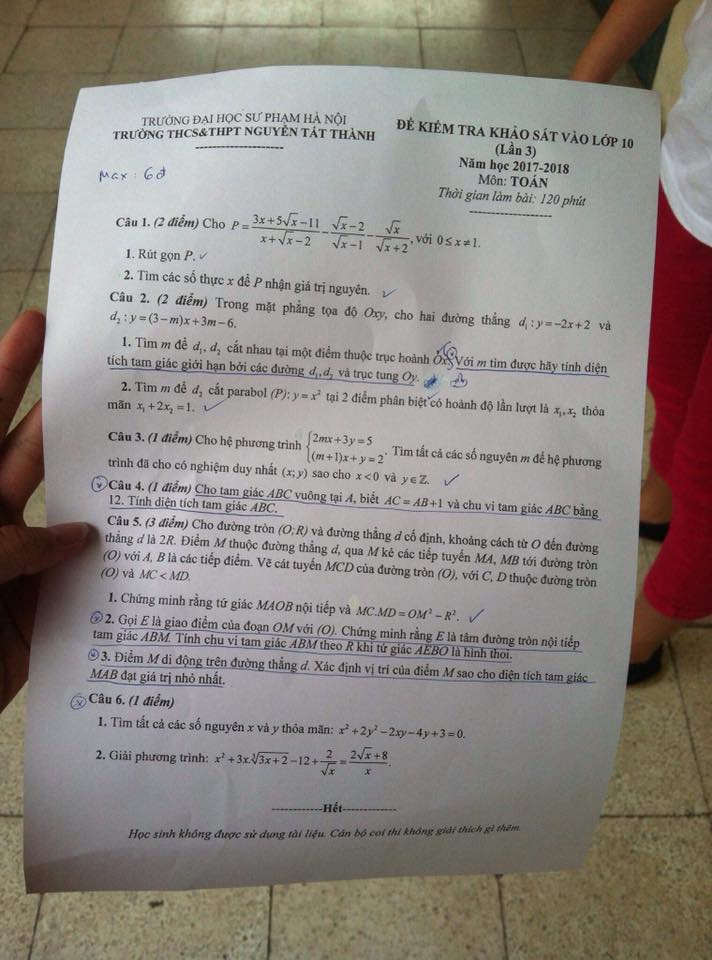 TRƯỜNG ĐẠI HỌC SƯ PHẠM HÀ NỘI
TRƯỜNG THCS&THPT NGUYỄN TẤT THÀNH
Max : 6đ
ĐỀ KIỂM TRA KHẢO SÁT VÀO LỚP 10
(Lần 3)
Năm học 2017-2018
Môn: TOÁN
Thời gian làm bài: 120 phút
Câu 1. (2 điểm) Cho P = (3x+5√x−11)/(x+√x−2) − (√x−2)/(√x−1) − √x/(√x+2), với 0≤x≠1.
1. Rút gọn P.
2. Tìm các số thực x để P nhận giá trị nguyên.
Câu 2. (2 điểm) Trong mặt phẳng tọa độ Oxy, cho hai đường thẳng d₁: y=−2x+2 và
d₂: y=(3−m)x+3m−6.
1. Tìm m để d₁, d₂ cắt nhau tại một điểm thuộc trục hoành Ox. Với m tìm được hãy tính diện
tích tam giác giới hạn bởi các đường d₁,d₂ và trục tung Oy.
2. Tìm m để d₂ cắt parabol (P): y=x² tại 2 điểm phân biệt có hoành độ lần lượt là x₁,x₂ thỏa
mãn x₁+2x₂=1.
Câu 3. (1 điểm) Cho hệ phương trình {2mx+3y=5 (m+1)x+y=2. Tìm tất cả các số nguyên m để hệ phương
trình đã cho có nghiệm duy nhất (x;y) sao cho x<0 và y∈ℤ.
Câu 4. (1 điểm) Cho tam giác ABC vuông tại A, biết AC=AB+1 và chu vi tam giác ABC bằng
12. Tính diện tích tam giác ABC.
Câu 5. (3 điểm) Cho đường tròn (O;R) và đường thẳng d cố định, khoảng cách từ O đến đường
thẳng d là 2R. Điểm M thuộc đường thẳng d, qua M kẻ các tiếp tuyến MA, MB tới đường tròn
(O) với A, B là các tiếp điểm. Vẽ cát tuyến MCD của đường tròn (O), với C, D thuộc đường tròn
(O) và MC<MD.
1. Chứng minh rằng tứ giác MAOB nội tiếp và MC.MD=OM²−R².
2. Gọi E là giao điểm của đoạn OM với (O). Chứng minh rằng E là tâm đường tròn nội tiếp
tam giác ABM. Tính chu vi tam giác ABM theo R khi tứ giác AEBO là hình thoi.
3. Điểm M di động trên đường thẳng d. Xác định vị trí của điểm M sao cho diện tích tam giác
MAB đạt giá trị nhỏ nhất.
Câu 6. (1 điểm)
1. Tìm tất cả các số nguyên x và y thỏa mãn: x²+2y²−2xy−4y+3=0.
2. Giải phương trình: x²+3x.∛(3x+2)−12+2/√x=(2√x+8)/x.
------------Hết------------
Học sinh không được sử dụng tài liệu. Cán bộ coi thi không giải thích gì thêm.